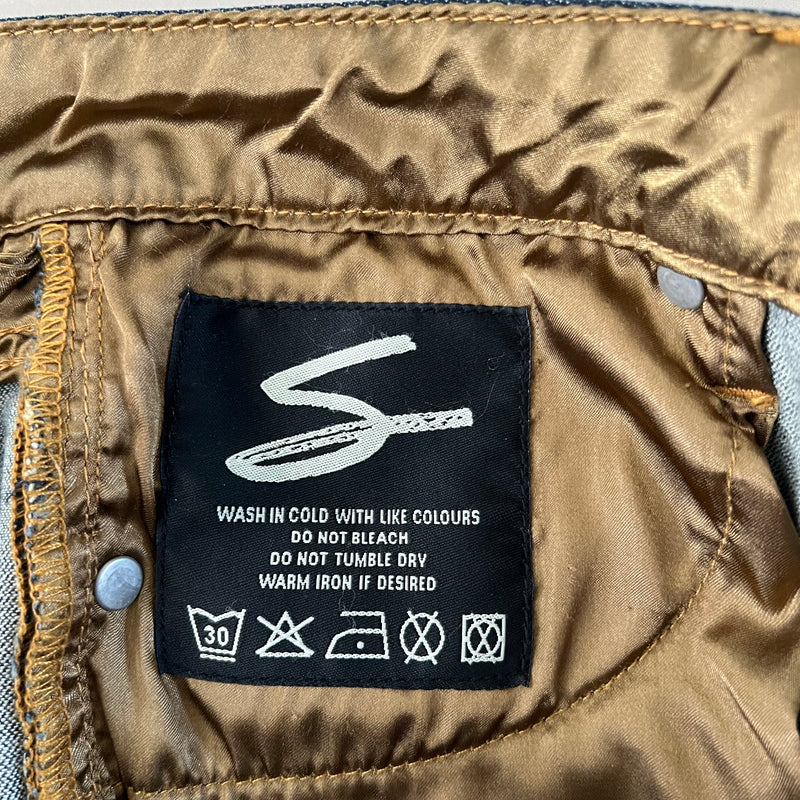 S
WASH IN COLD WITH LIKE COLOURS
DO NOT BLEACH
DO NOT TUMBLE DRY
WARM IRON IF DESIRED
30